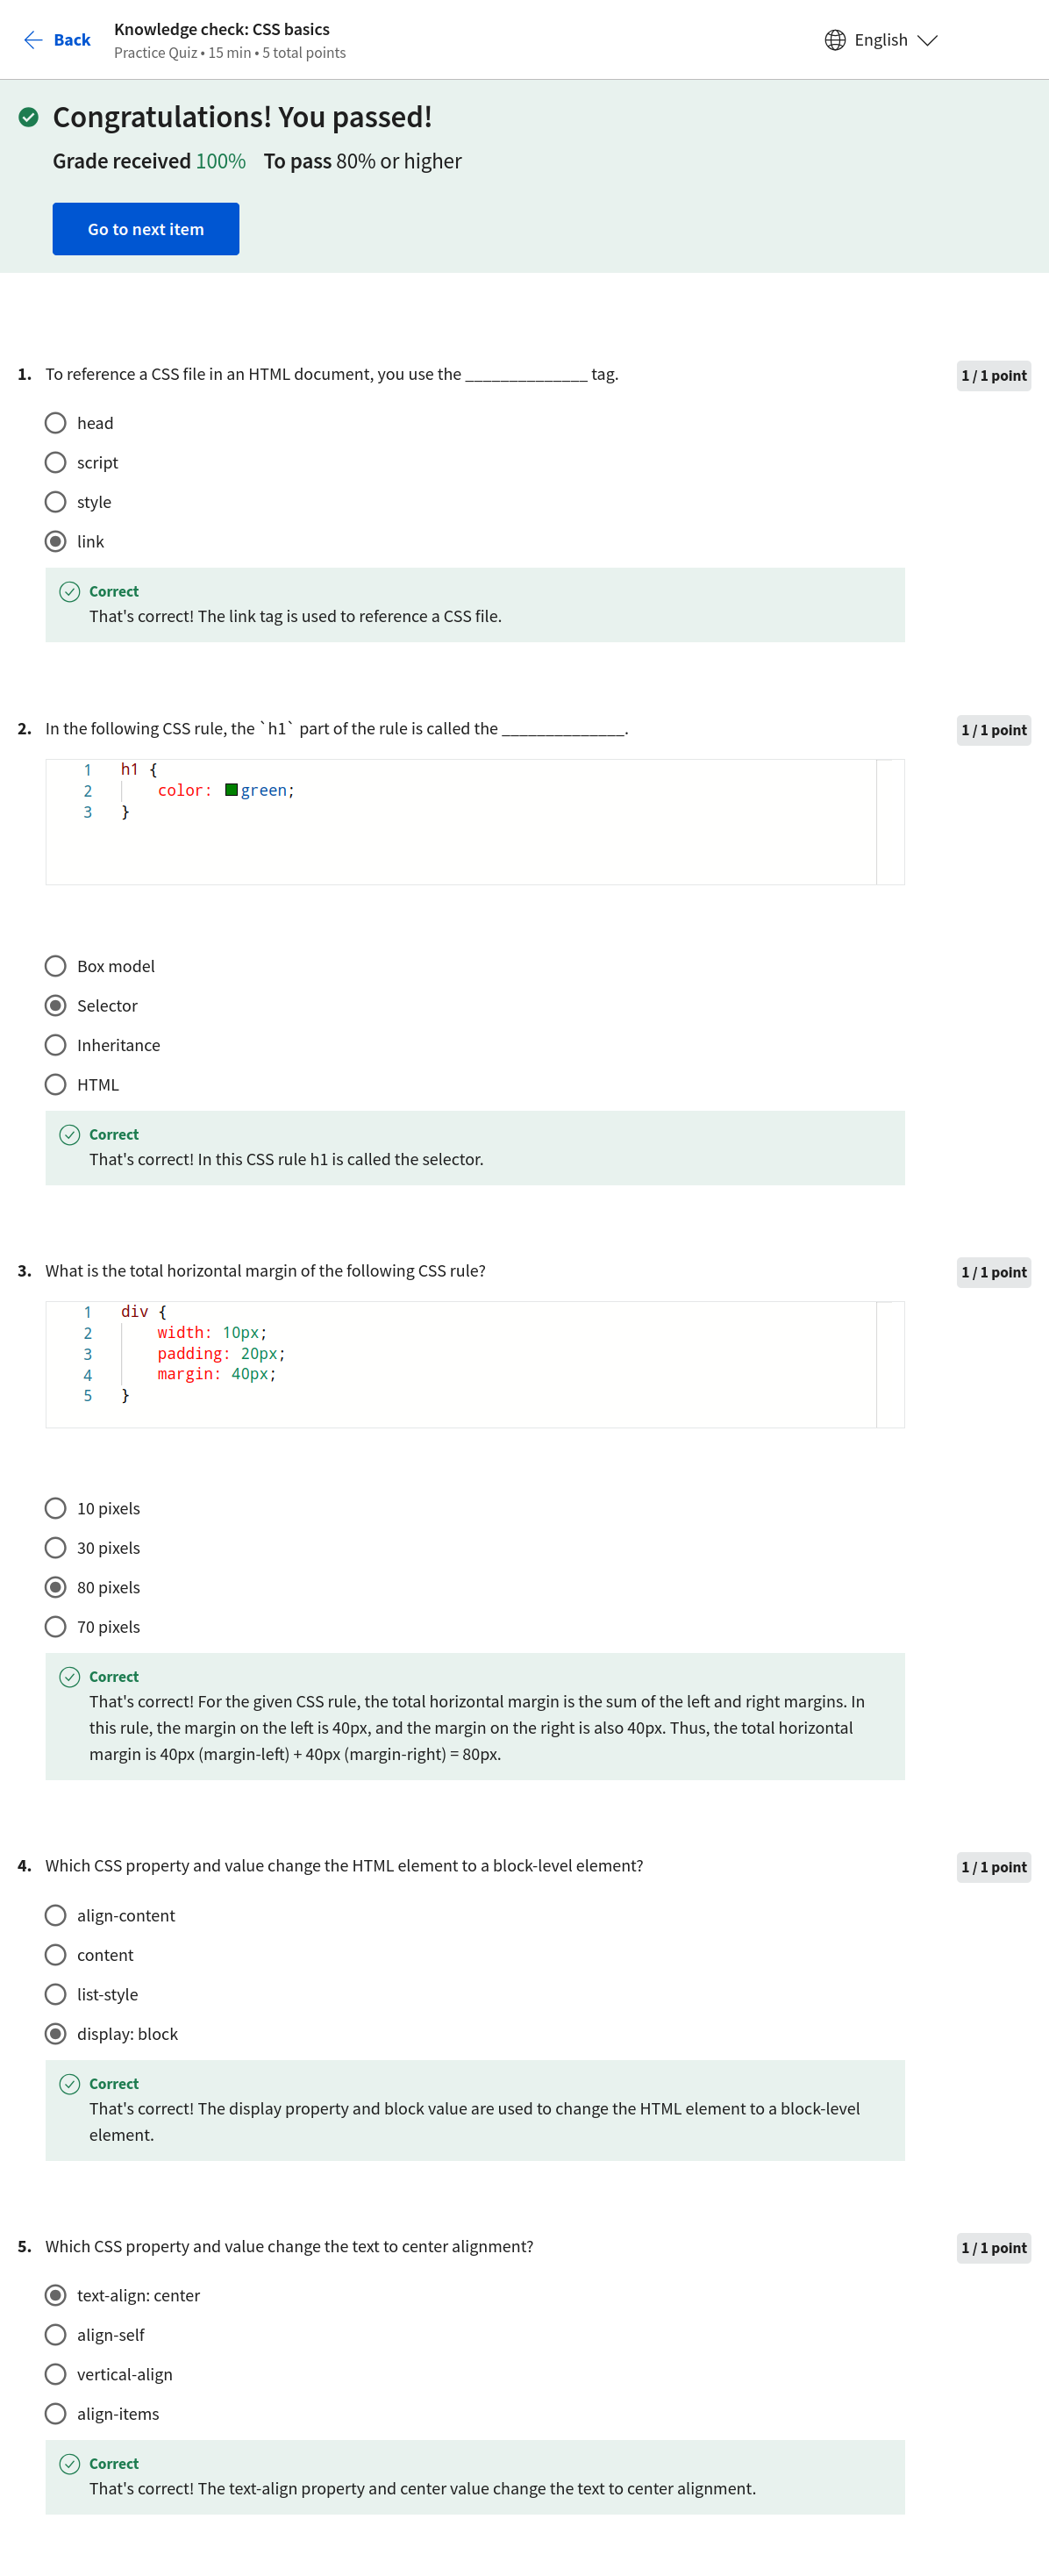 Back
Knowledge check: CSS basics
Practice Quiz • 15 min • 5 total points
English
Congratulations! You passed!
Grade received 100% To pass 80% or higher
Go to next item
1. To reference a CSS file in an HTML document, you use the ______________ tag.
1 / 1 point
head
script
style
link
Correct
That's correct! The link tag is used to reference a CSS file.
2. In the following CSS rule, the `h1` part of the rule is called the ______________.
1 / 1 point
1 h1 {
2 color: green;
3 }
Box model
Selector
Inheritance
HTML
Correct
That's correct! In this CSS rule h1 is called the selector.
3. What is the total horizontal margin of the following CSS rule?
1 / 1 point
1 div {
2 width: 10px;
3 padding: 20px;
4 margin: 40px;
5 }
10 pixels
30 pixels
80 pixels
70 pixels
Correct
That's correct! For the given CSS rule, the total horizontal margin is the sum of the left and right margins. In
this rule, the margin on the left is 40px, and the margin on the right is also 40px. Thus, the total horizontal
margin is 40px (margin-left) + 40px (margin-right) = 80px.
4. Which CSS property and value change the HTML element to a block-level element?
1 / 1 point
align-content
content
list-style
display: block
Correct
That's correct! The display property and block value are used to change the HTML element to a block-level
element.
5. Which CSS property and value change the text to center alignment?
1 / 1 point
text-align: center
align-self
vertical-align
align-items
Correct
That's correct! The text-align property and center value change the text to center alignment.